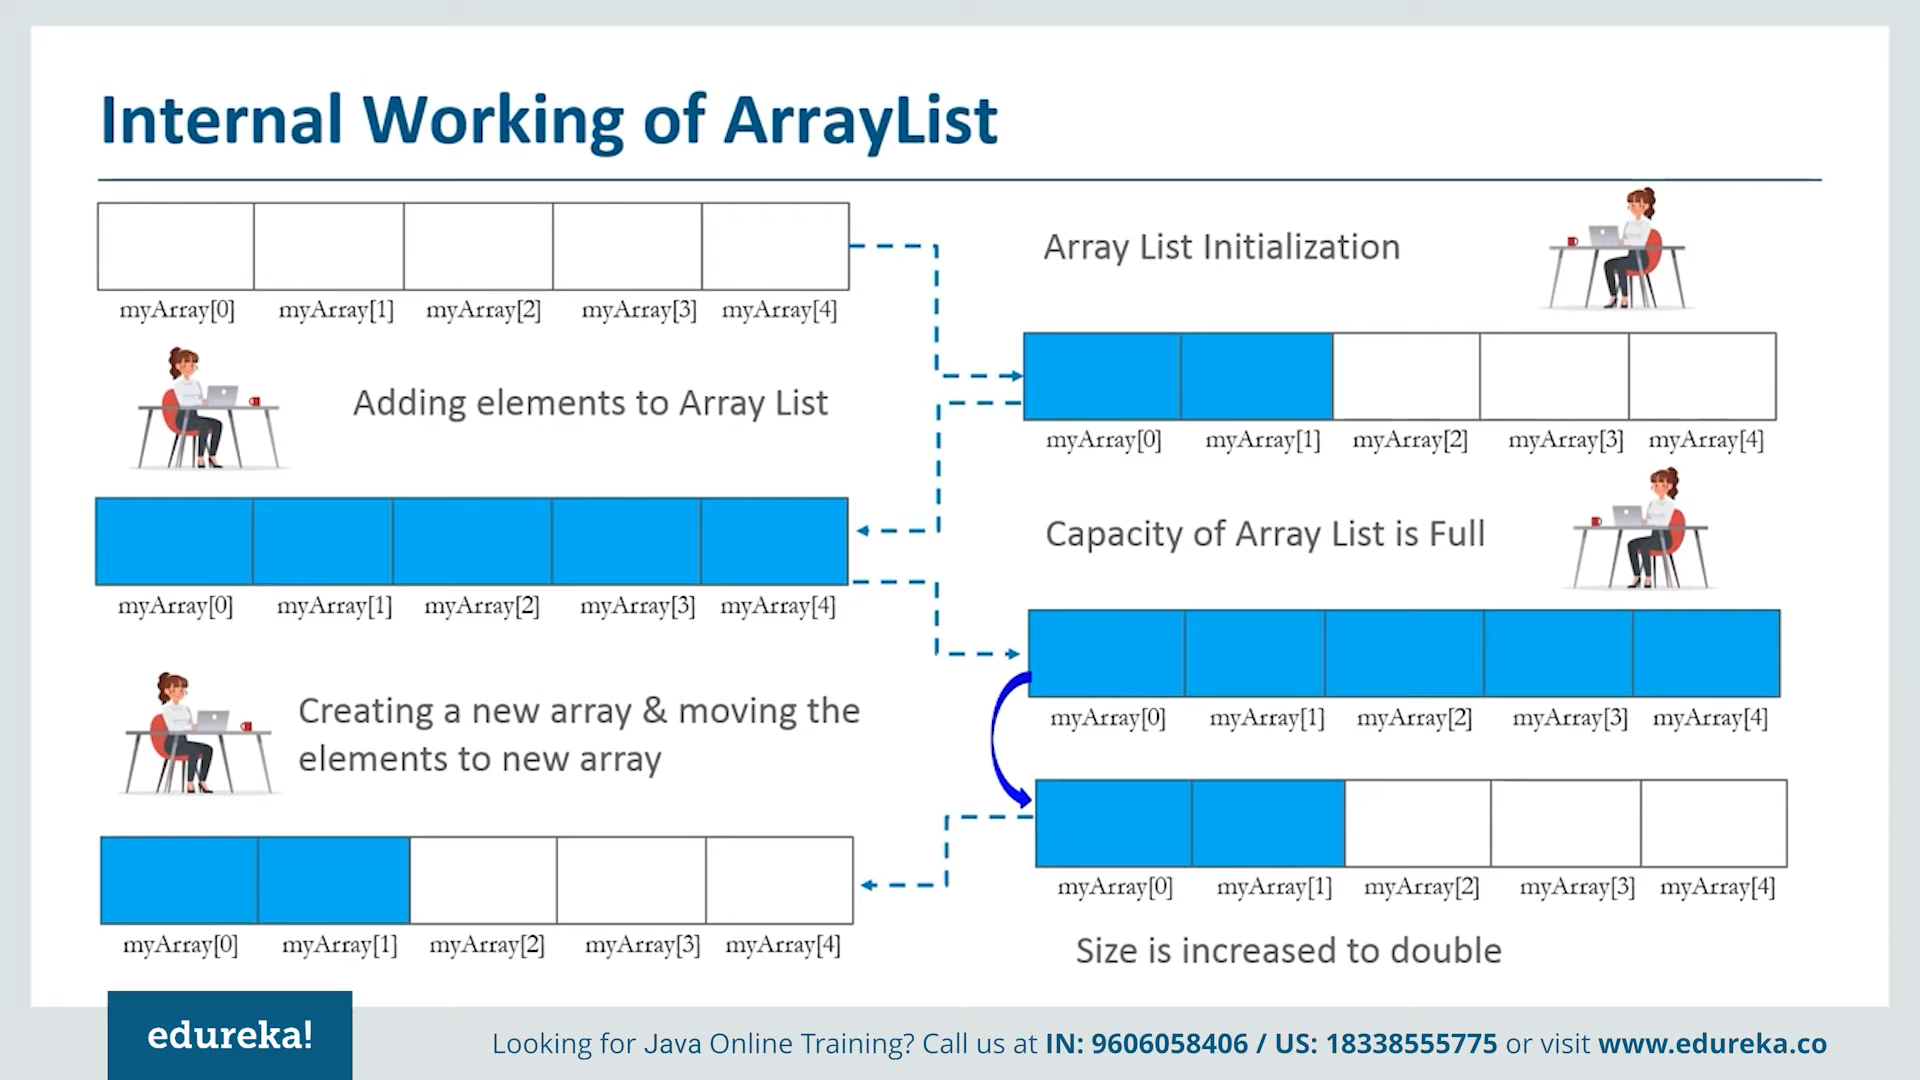 Internal Working of ArrayList
myArray[0] myArray[1] myArray[2] myArray[3] myArray[4]
Array List Initialization
Adding elements to Array List
myArray[0] myArray[1] myArray[2] myArray[3] myArray[4]
Capacity of Array List is Full
myArray[0] myArray[1] myArray[2] myArray[3] myArray[4]
Creating a new array & moving the
elements to new array
myArray[0] myArray[1] myArray[2] myArray[3] myArray[4]
myArray[0] myArray[1] myArray[2] myArray[3] myArray[4]
myArray[0] myArray[1] myArray[2] myArray[3] myArray[4]
Size is increased to double
edureka!
Looking for Java Online Training? Call us at IN: 9606058406 / US: 18338555775 or visit www.edureka.co